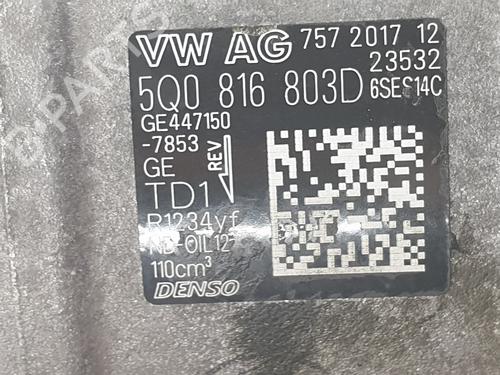 VW AG 757 2017 12
23532
5Q0 816 803D 6SES14C
GE447150
-7853
GE
REV
TD1
R1234yf
ND-OIL12
110cm³
DENSO